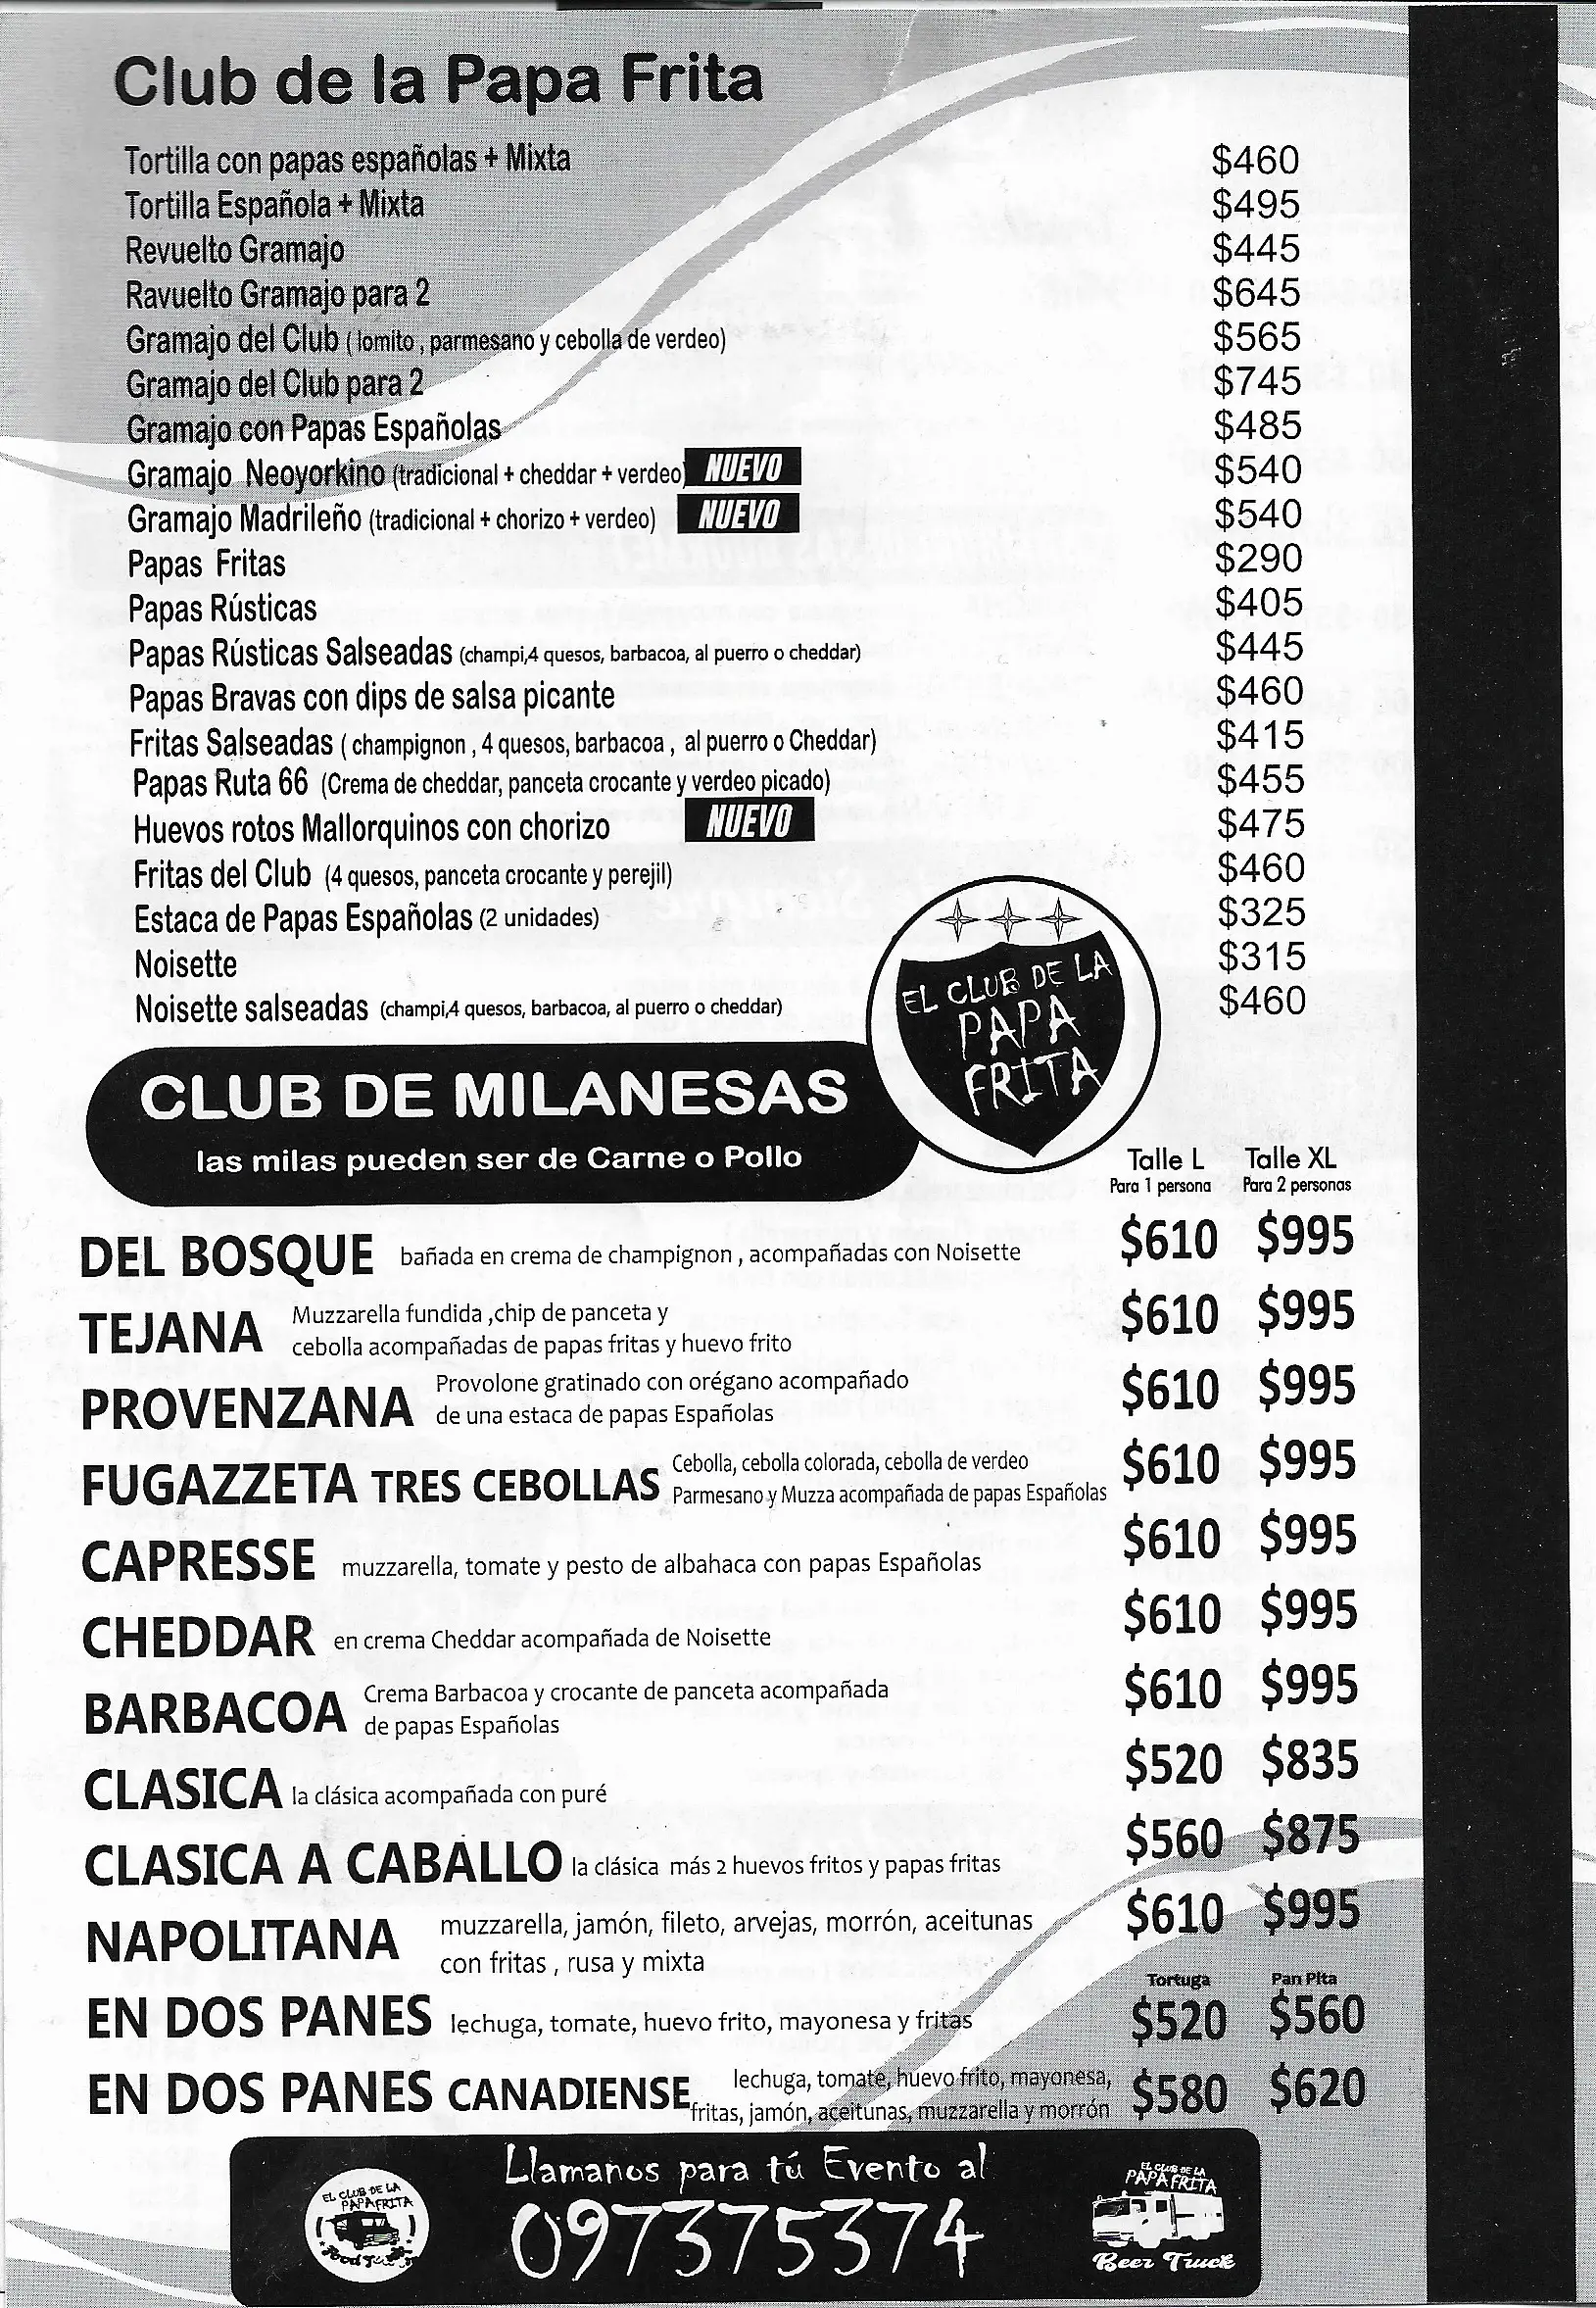 Club de la Papa Frita
Tortilla con papas españolas + Mixta $460
Tortilla Española + Mixta $495
Revuelto Gramajo $445
Ravuelto Gramajo para 2 $645
Gramajo del Club ( lomito , parmesano y cebolla de verdeo) $565
Gramajo del Club para 2 $745
Gramajo con Papas Españolas $485
Gramajo Neoyorkino (tradicional + cheddar + verdeo) NUEVO $540
Gramajo Madrileño (tradicional + chorizo + verdeo) NUEVO $540
Papas Fritas $290
Papas Rústicas $405
Papas Rústicas Salseadas (champi,4 quesos, barbacoa, al puerro o cheddar) $445
Papas Bravas con dips de salsa picante $460
Fritas Salseadas ( champignon , 4 quesos, barbacoa , al puerro o Cheddar) $415
Papas Ruta 66 (Crema de cheddar, panceta crocante y verdeo picado) $455
Huevos rotos Mallorquinos con chorizo NUEVO $475
Fritas del Club (4 quesos, panceta crocante y perejil) $460
Estaca de Papas Españolas (2 unidades) $325
Noisette $315
Noisette salseadas (champi,4 quesos, barbacoa, al puerro o cheddar) $460
EL CLUB DE LA
PAPA
FRITA
CLUB DE MILANESAS
las milas pueden ser de Carne o Pollo
Talle L Talle XL
Para 1 persona Para 2 personas
DEL BOSQUE bañada en crema de champignon , acompañadas con Noisette $610 $995
TEJANA Muzzarella fundida ,chip de panceta y
cebolla acompañadas de papas fritas y huevo frito $610 $995
PROVENZANA Provolone gratinado con orégano acompañado
de una estaca de papas Españolas $610 $995
FUGAZZETA TRES CEBOLLAS Cebolla, cebolla colorada, cebolla de verdeo
Parmesano y Muzza acompañada de papas Españolas $610 $995
CAPRESSE muzzarella, tomate y pesto de albahaca con papas Españolas $610 $995
CHEDDAR en crema Cheddar acompañada de Noisette $610 $995
BARBACOA Crema Barbacoa y crocante de panceta acompañada
de papas Españolas $610 $995
CLASICA la clásica acompañada con puré $520 $835
CLASICA A CABALLO la clásica más 2 huevos fritos y papas fritas $560 $875
NAPOLITANA muzzarella, jamón, fileto, arvejas, morrón, aceitunas
con fritas , rusa y mixta $610 $995
Tortuga Pan Pita
EN DOS PANES lechuga, tomate, huevo frito, mayonesa y fritas $520 $560
EN DOS PANES CANADIENSE lechuga, tomate, huevo frito, mayonesa,
fritas, jamón, aceitunas, muzzarella y morrón $580 $620
Llamanos para tú Evento al
097375374
EL CLUB DE LA
PAPA FRITA
Food Truck
EL CLUB DE LA
PAPA FRITA
Beer Truck